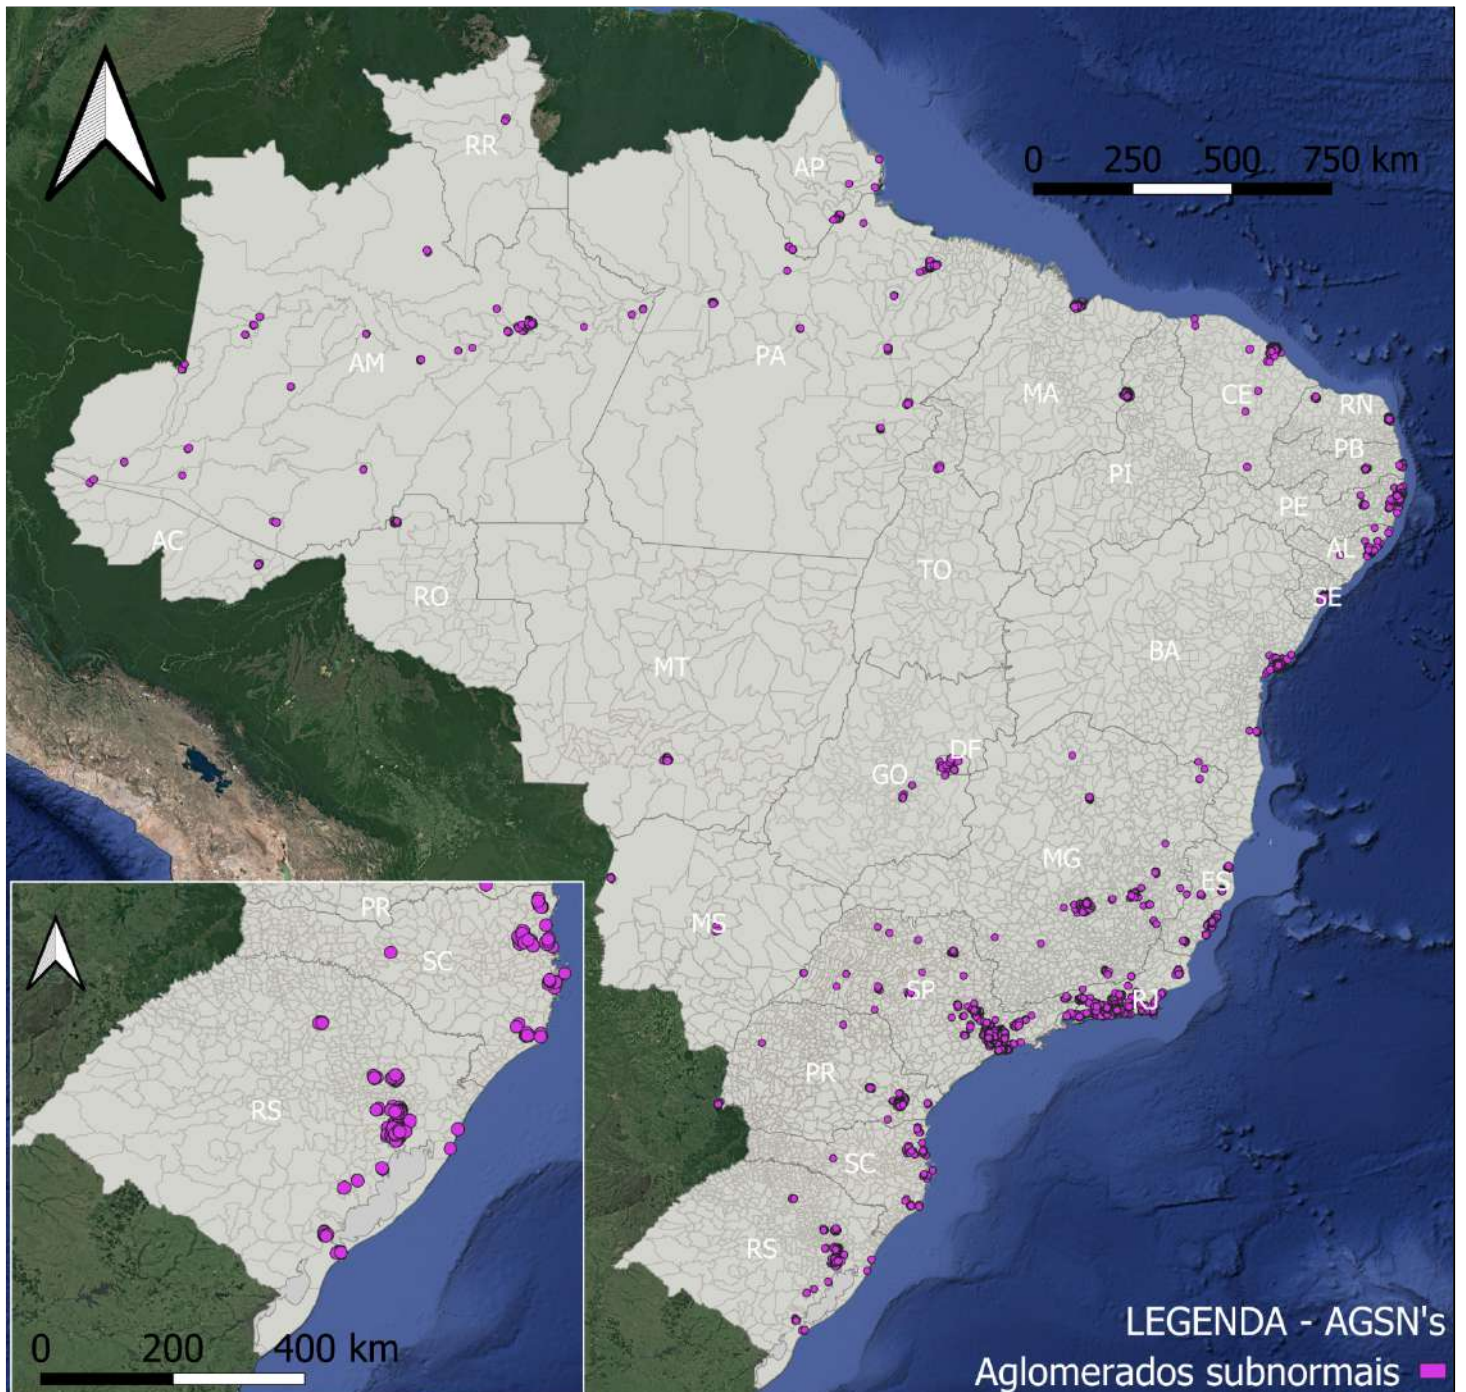 RR
AP
0 250 500 750 km
AM
PA
MA
CE
RN
PB
PI
PE
AC
AL
TO
SE
RO
BA
MT
DF
GO
MG
ES
MS
SP
RJ
PR
SC
RS
PR
SC
RS
0 200 400 km
LEGENDA - AGSN's
Aglomerados subnormais